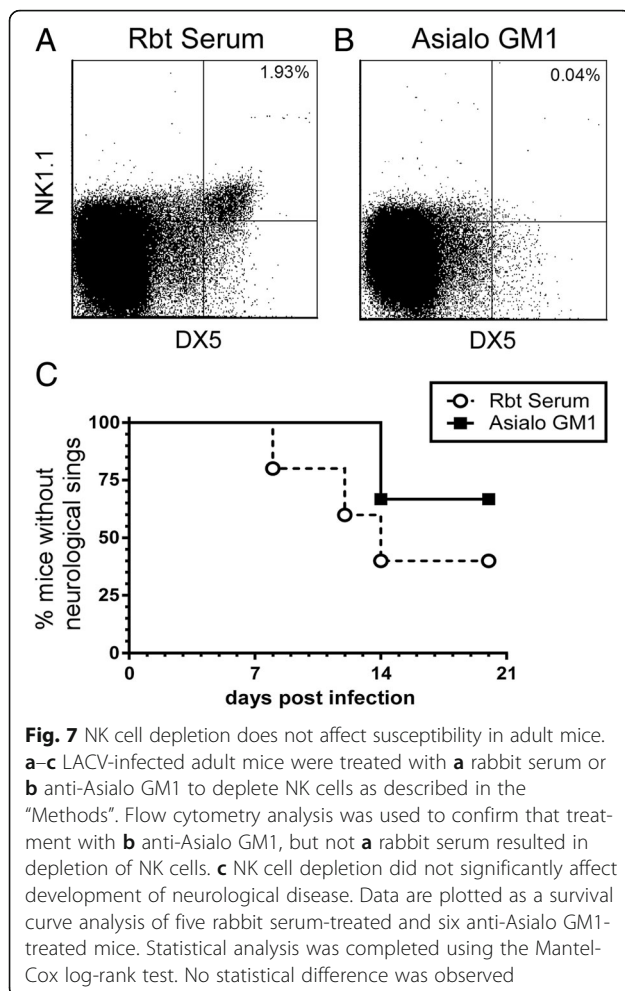 A Rbt Serum
B Asialo GM1
1.93%
0.04%
NK1.1
DX5
DX5
C
Rbt Serum
Asialo GM1
100
75
50
25
0
% mice without
neurological sings
0 7 14 21
days post infection
Fig. 7 NK cell depletion does not affect susceptibility in adult mice.
a–c LACV-infected adult mice were treated with a rabbit serum or
b anti-Asialo GM1 to deplete NK cells as described in the
“Methods”. Flow cytometry analysis was used to confirm that treat-
ment with b anti-Asialo GM1, but not a rabbit serum resulted in
depletion of NK cells. c NK cell depletion did not significantly affect
development of neurological disease. Data are plotted as a survival
curve analysis of five rabbit serum-treated and six anti-Asialo GM1-
treated mice. Statistical analysis was completed using the Mantel-
Cox log-rank test. No statistical difference was observed